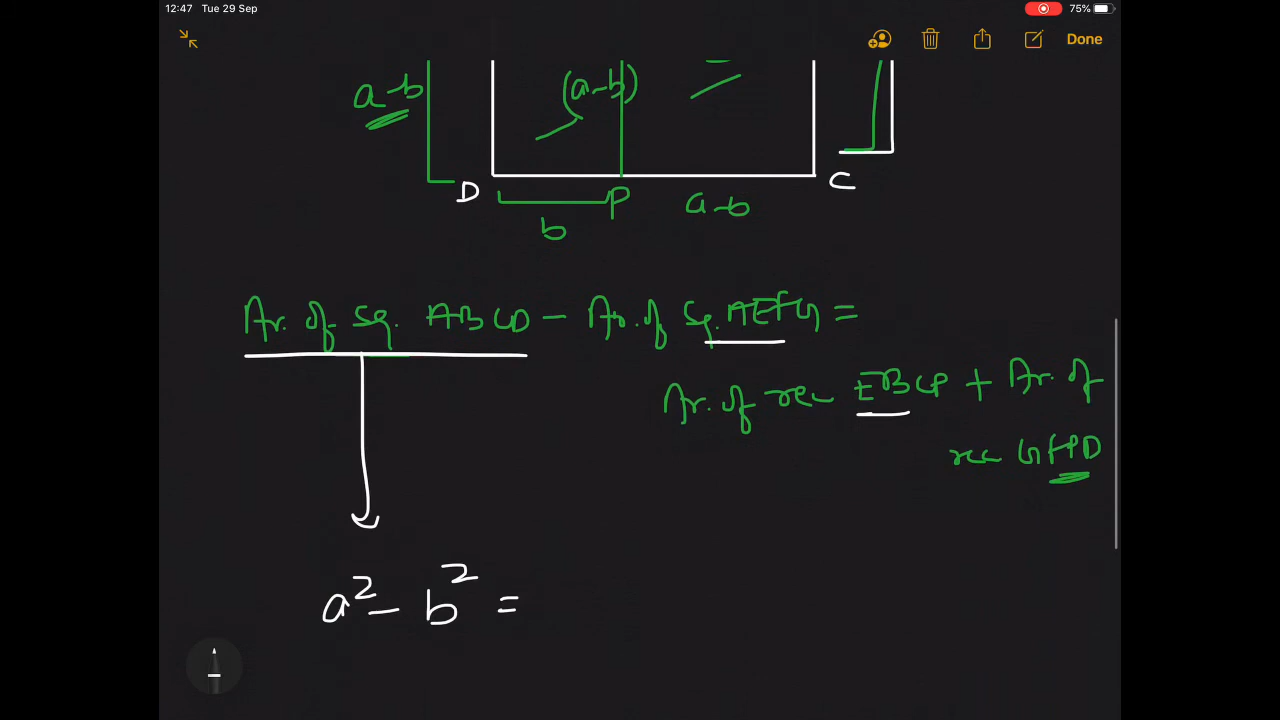 12:47 Tue 29 Sep 75%
Done
a-b
(a-b)
D P C
b a-b
Ar. of sq. ABCD - Ar. of sq. AEFG =
Ar. of rec EBCP + Ar. of
rec GFPD
a² - b² =